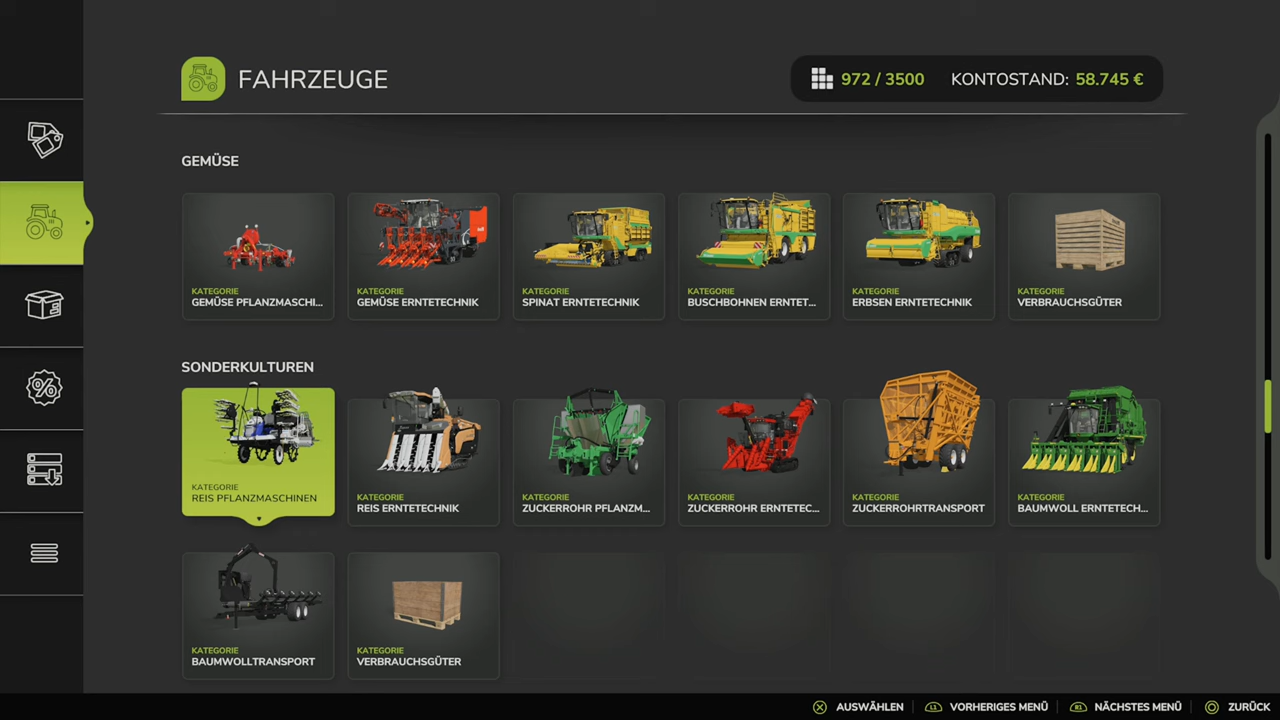 FAHRZEUGE
972 / 3500 KONTOSTAND: 58.745 €
GEMÜSE
KATEGORIE
GEMÜSE PFLANZMASCHI...
KATEGORIE
GEMÜSE ERNTETECHNIK
KATEGORIE
SPINAT ERNTETECHNIK
KATEGORIE
BUSCHBOHNEN ERNTET...
KATEGORIE
ERBSEN ERNTETECHNIK
KATEGORIE
VERBRAUCHSGÜTER
SONDERKULTUREN
KATEGORIE
REIS PFLANZMASCHINEN
KATEGORIE
REIS ERNTETECHNIK
KATEGORIE
ZUCKERROHR PFLANZM...
KATEGORIE
ZUCKERROHR ERNTETEC...
KATEGORIE
ZUCKERROHRTRANSPORT
KATEGORIE
BAUMWOLL ERNTETECH...
KATEGORIE
BAUMWOLLTRANSPORT
KATEGORIE
VERBRAUCHSGÜTER
AUSWÄHLEN L1 VORHERIGES MENÜ R1 NÄCHSTES MENÜ ZURÜCK